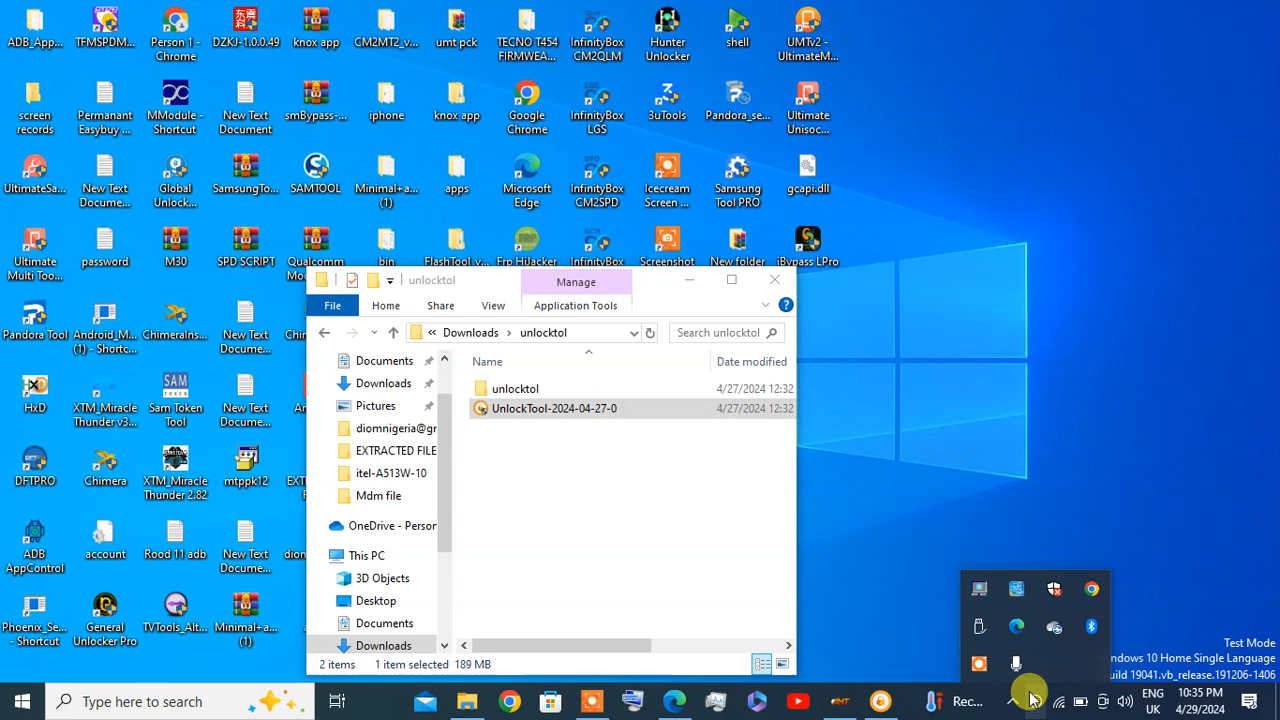 ADB_App...
TFMSPDM...
Person 1 -
Chrome
DZKJ-1.0.0.49
knox app
CM2MT2_v...
umt pck
TECNO T454
FIRMWEA...
InfinityBox
CM2QLM
Hunter
Unlocker
shell
UMTv2 -
UltimateM...
screen
records
Permanant
Easybuy ...
MModule -
Shortcut
New Text
Document
smBypass-...
iphone
knox app
Google
Chrome
InfinityBox
LGS
3uTools
Pandora_se...
Ultimate
Unisoc...
UltimateSa...
New Text
Docume...
Global
Unlock...
SamsungTo...
SAMTOOL
Minimal+a...
(1)
apps
Microsoft
Edge
InfinityBox
CM2SPD
Icecream
Screen ...
Samsung
Tool PRO
gcapi.dll
Ultimate
Multi Too...
password
M30
SPD SCRIPT
Qualcomm
Mo
bin
FlashTool_v...
Frp HiJacker
InfinityBox
Screenshot
New folder
iBypass LPro
unlocktol
Manage
File
Home
Share
View
Application Tools
Downloads
unlocktol
Search unlocktol
Name
Date modified
Documents
Downloads
Pictures
diomnigeria@gr
EXTRACTED FILE
itel-A513W-10
Mdm file
OneDrive - Person
This PC
3D Objects
Desktop
Documents
Downloads
unlocktol
4/27/2024 12:32
UnlockTool-2024-04-27-0
4/27/2024 12:32
2 items
1 item selected
189 MB
Pandora Tool
Android_M...
(1) - Shortc...
ChimeraIns...
New Text
Docume...
HxD
XTM_Miracle
Thunder v3...
Sam Token
Tool
New Text
Docume...
DFTPRO
Chimera
XTM_Miracle
Thunder 2.82
mtppk12
ADB
AppControl
account
Rood 11 adb
New Text
Docume...
Phoenix_Se...
- Shortcut
General
Unlocker Pro
TVTools_Alt...
Minimal+a...
(1)
Test Mode
ndows 10 Home Single Language
uild 19041.vb_release.191206-1406
Type here to search
Rec...
ENG
UK
10:35 PM
4/29/2024